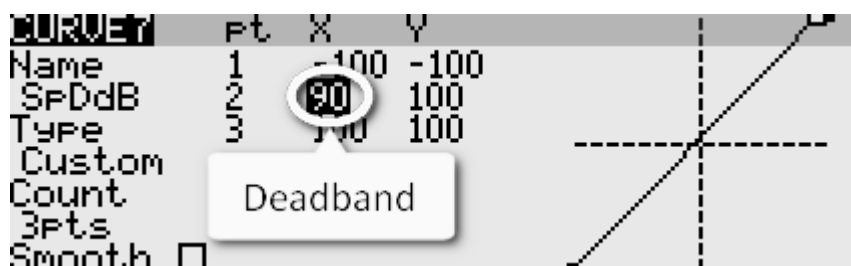 CURVE7 pt X Y
Name 1 -100 -100
SpDdB 2 90 100
Type 3 100 100
Custom
Count
3pts
Smooth
Deadband